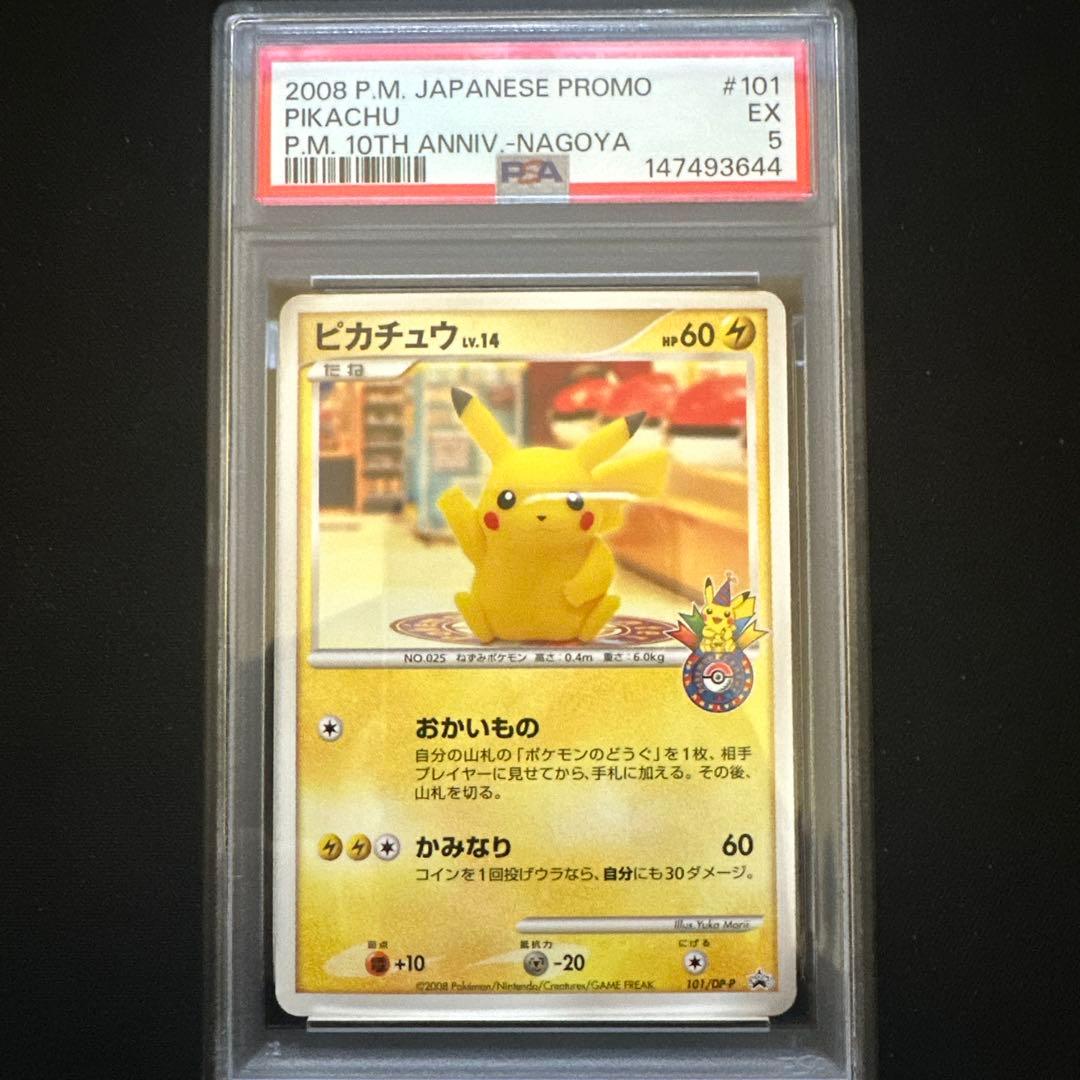 2008 P.M. JAPANESE PROMO #101
PIKACHU EX
P.M. 10TH ANNIV.-NAGOYA 5
PSA 147493644
ピカチュウ LV.14 HP 60
たね
NO.025 ねずみポケモン 高さ:0.4m 重さ:6.0kg
おかいもの
自分の山札の「ポケモンのどうぐ」を1枚、相手
プレイヤーに見せてから、手札に加える。その後、
山札を切る。
かみなり 60
コインを1回投げウラなら、自分にも30ダメージ。
Illus. Yuka Morii
弱点 抵抗力 にげる
+10 -20
©2008 Pokémon/Nintendo/Creatures/GAME FREAK. 101/DP-P